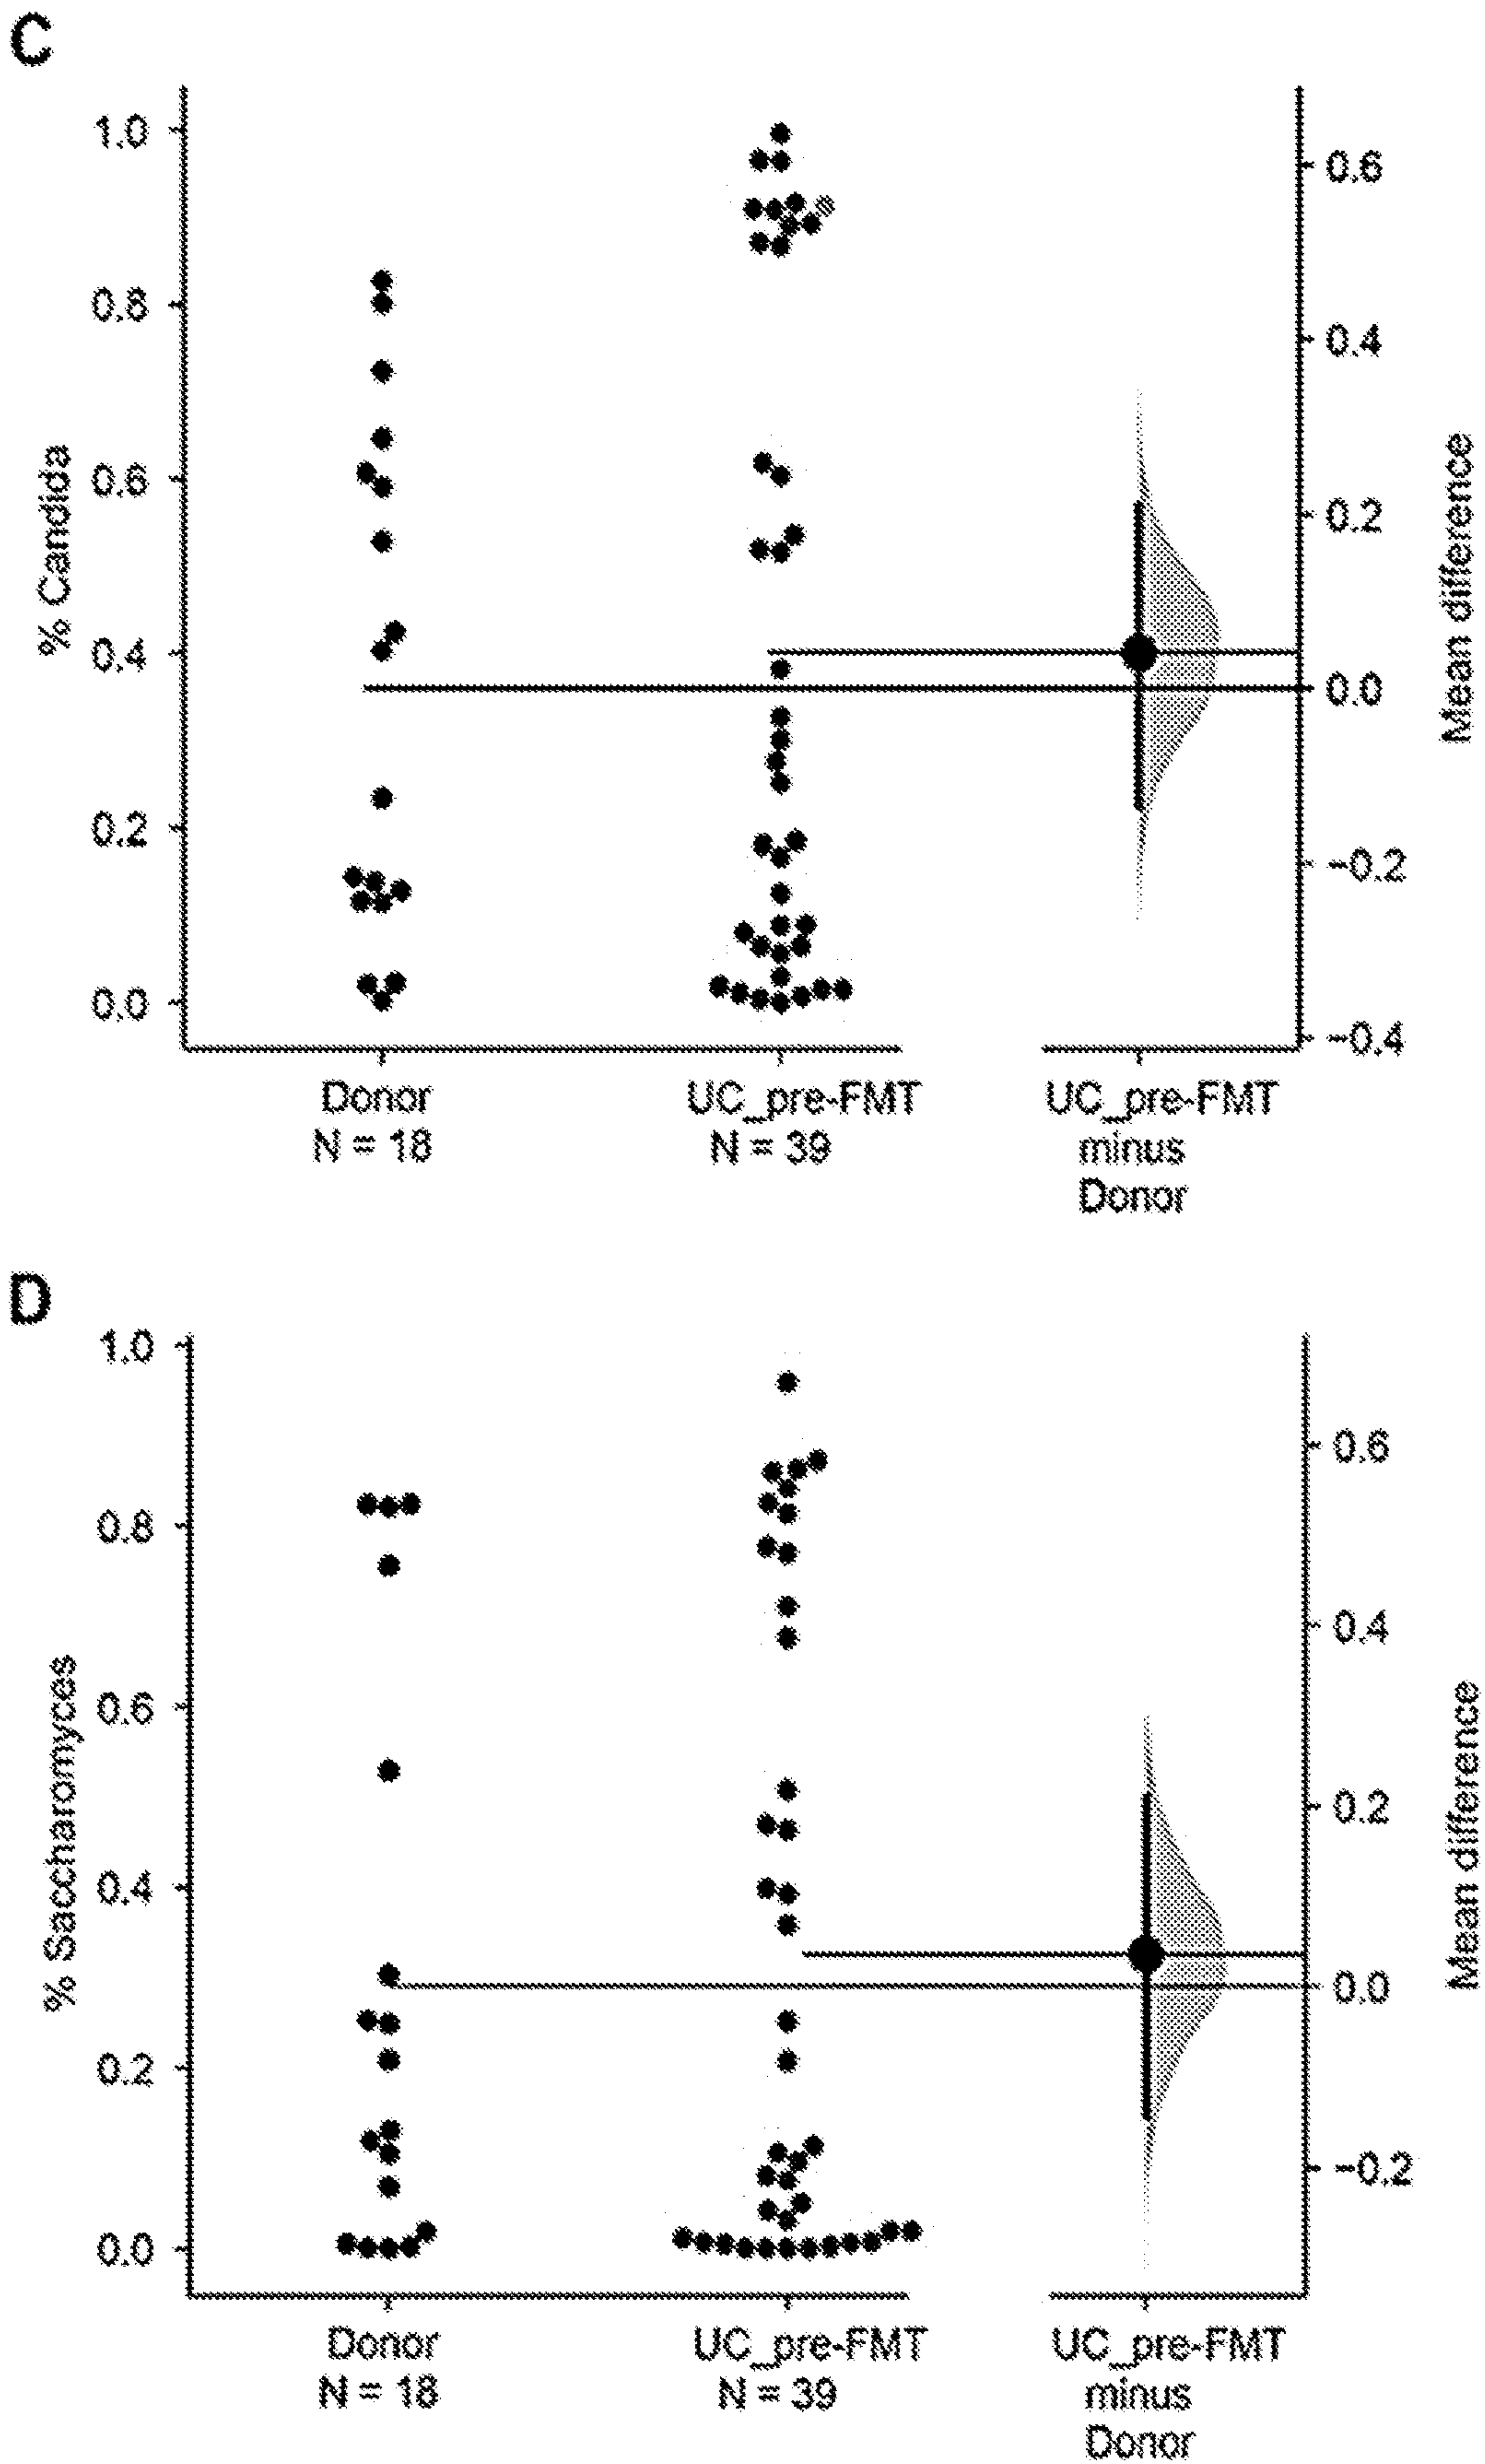 C
% Candida
1.0
0.8
0.6
0.4
0.2
0.0
Donor
N = 18
UC_pre-FMT
N = 39
UC_pre-FMT
minus
Donor
0.6
0.4
0.2
0.0
−0.2
−0.4
Mean difference
D
% Saccharomyces
1.0
0.8
0.6
0.4
0.2
0.0
Donor
N = 18
UC_pre-FMT
N = 39
UC_pre-FMT
minus
Donor
0.6
0.4
0.2
0.0
−0.2
Mean difference